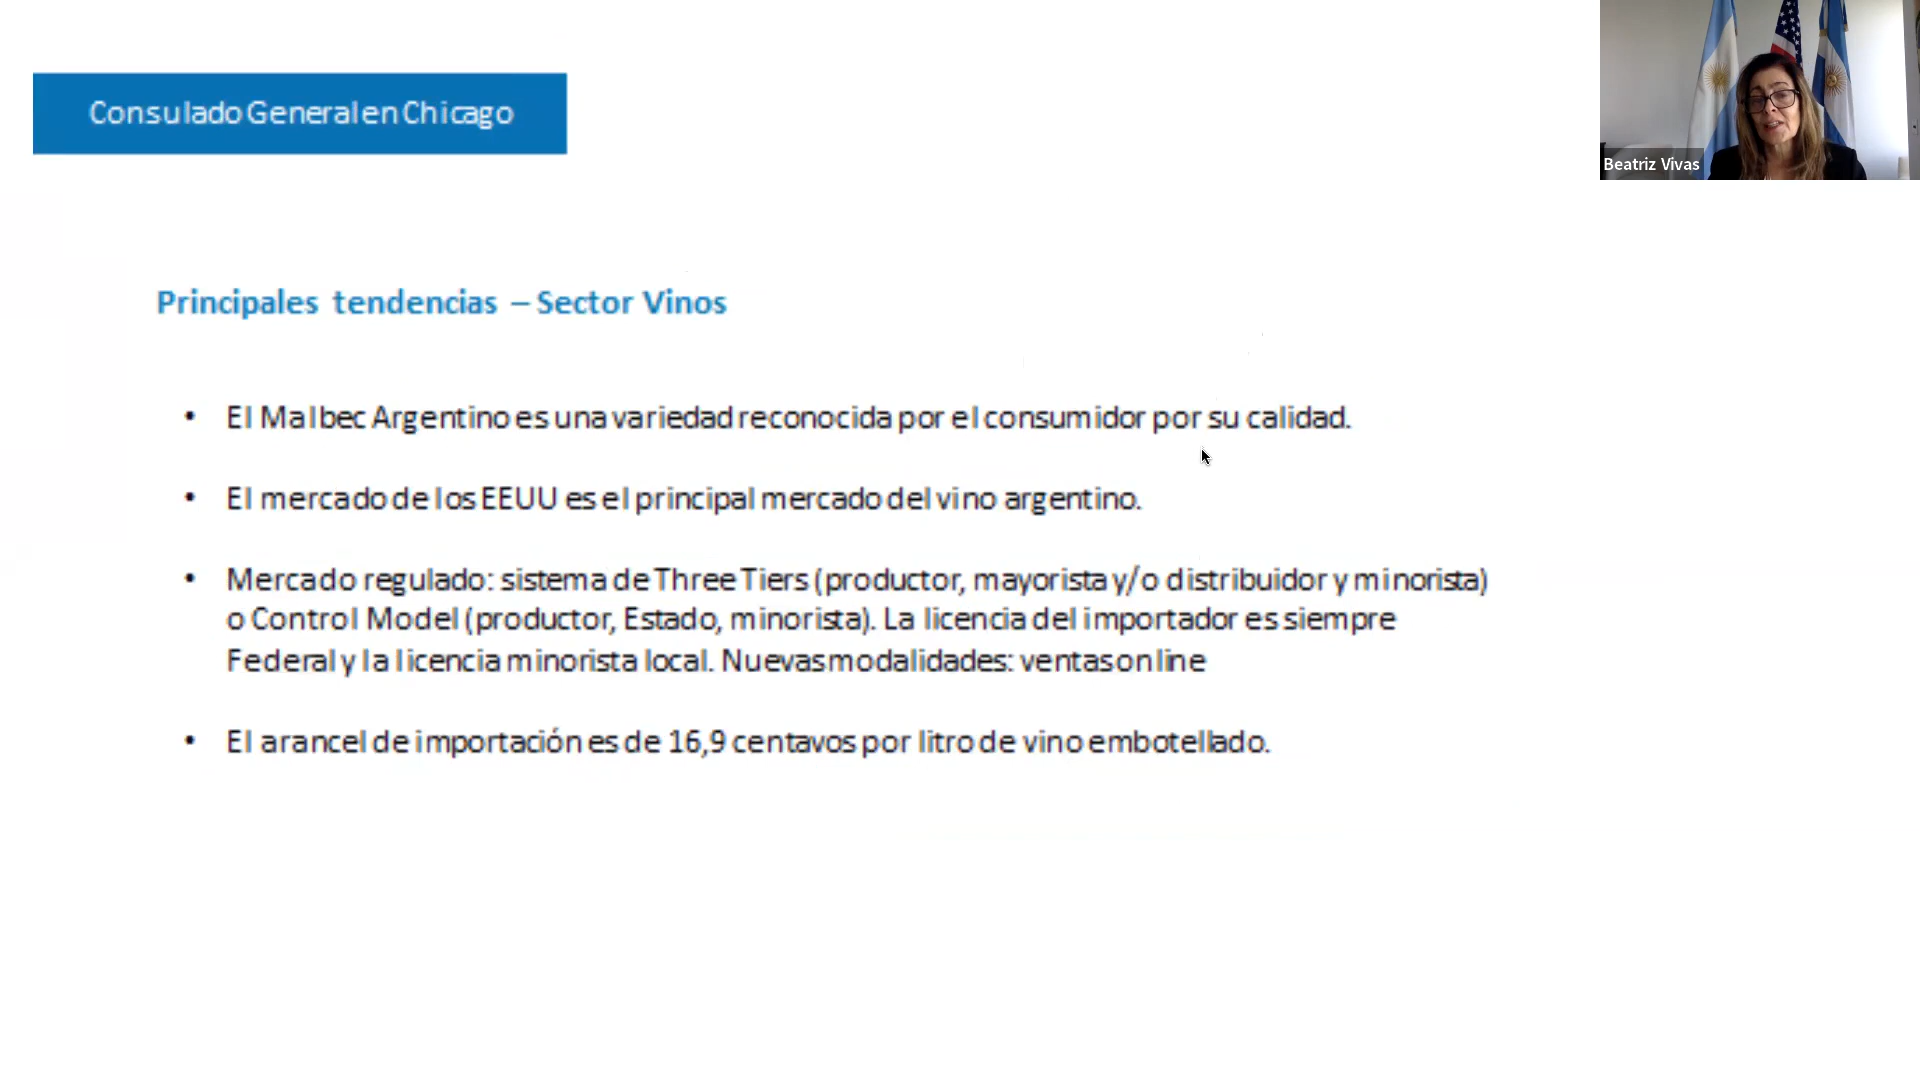 Consulado General en Chicago
Beatriz Vivas
Principales tendencias – Sector Vinos
• El Malbec Argentino es una variedad reconocida por el consumidor por su calidad.
• El mercado de los EEUU es el principal mercado del vino argentino.
• Mercado regulado: sistema de Three Tiers (productor, mayorista y/o distribuidor y minorista)
o Control Model (productor, Estado, minorista). La licencia del importador es siempre
Federal y la licencia minorista local. Nuevas modalidades: ventas on line
• El arancel de importación es de 16,9 centavos por litro de vino embotellado.